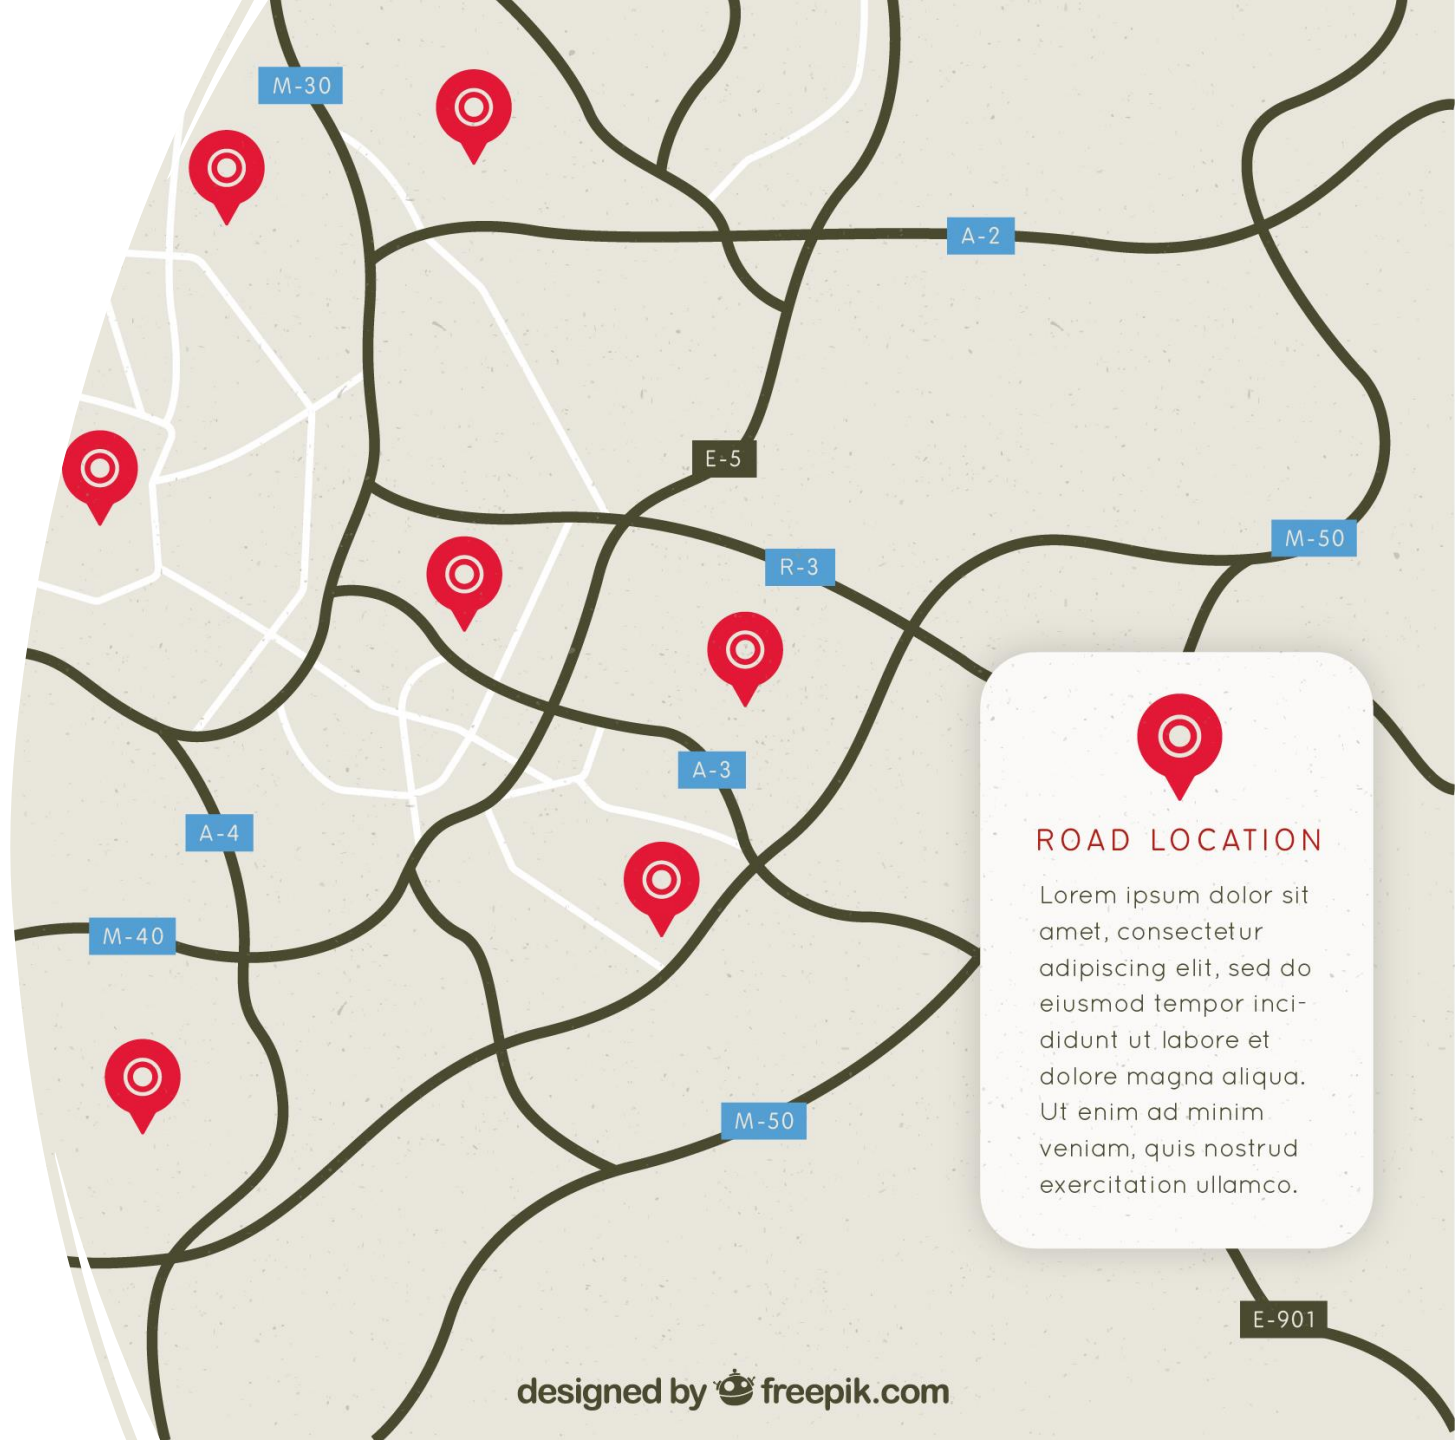 M-30
A-2
E-5
M-50
R-3
A-3
A-4
M-40
M-50
ROAD LOCATION
Lorem ipsum dolor sit
amet, consectetur
adipiscing elit, sed do
eiusmod tempor inci-
didunt ut labore et
dolore magna aliqua.
Ut enim ad minim
veniam, quis nostrud
exercitation ullamco.
E-901
designed by freepik.com